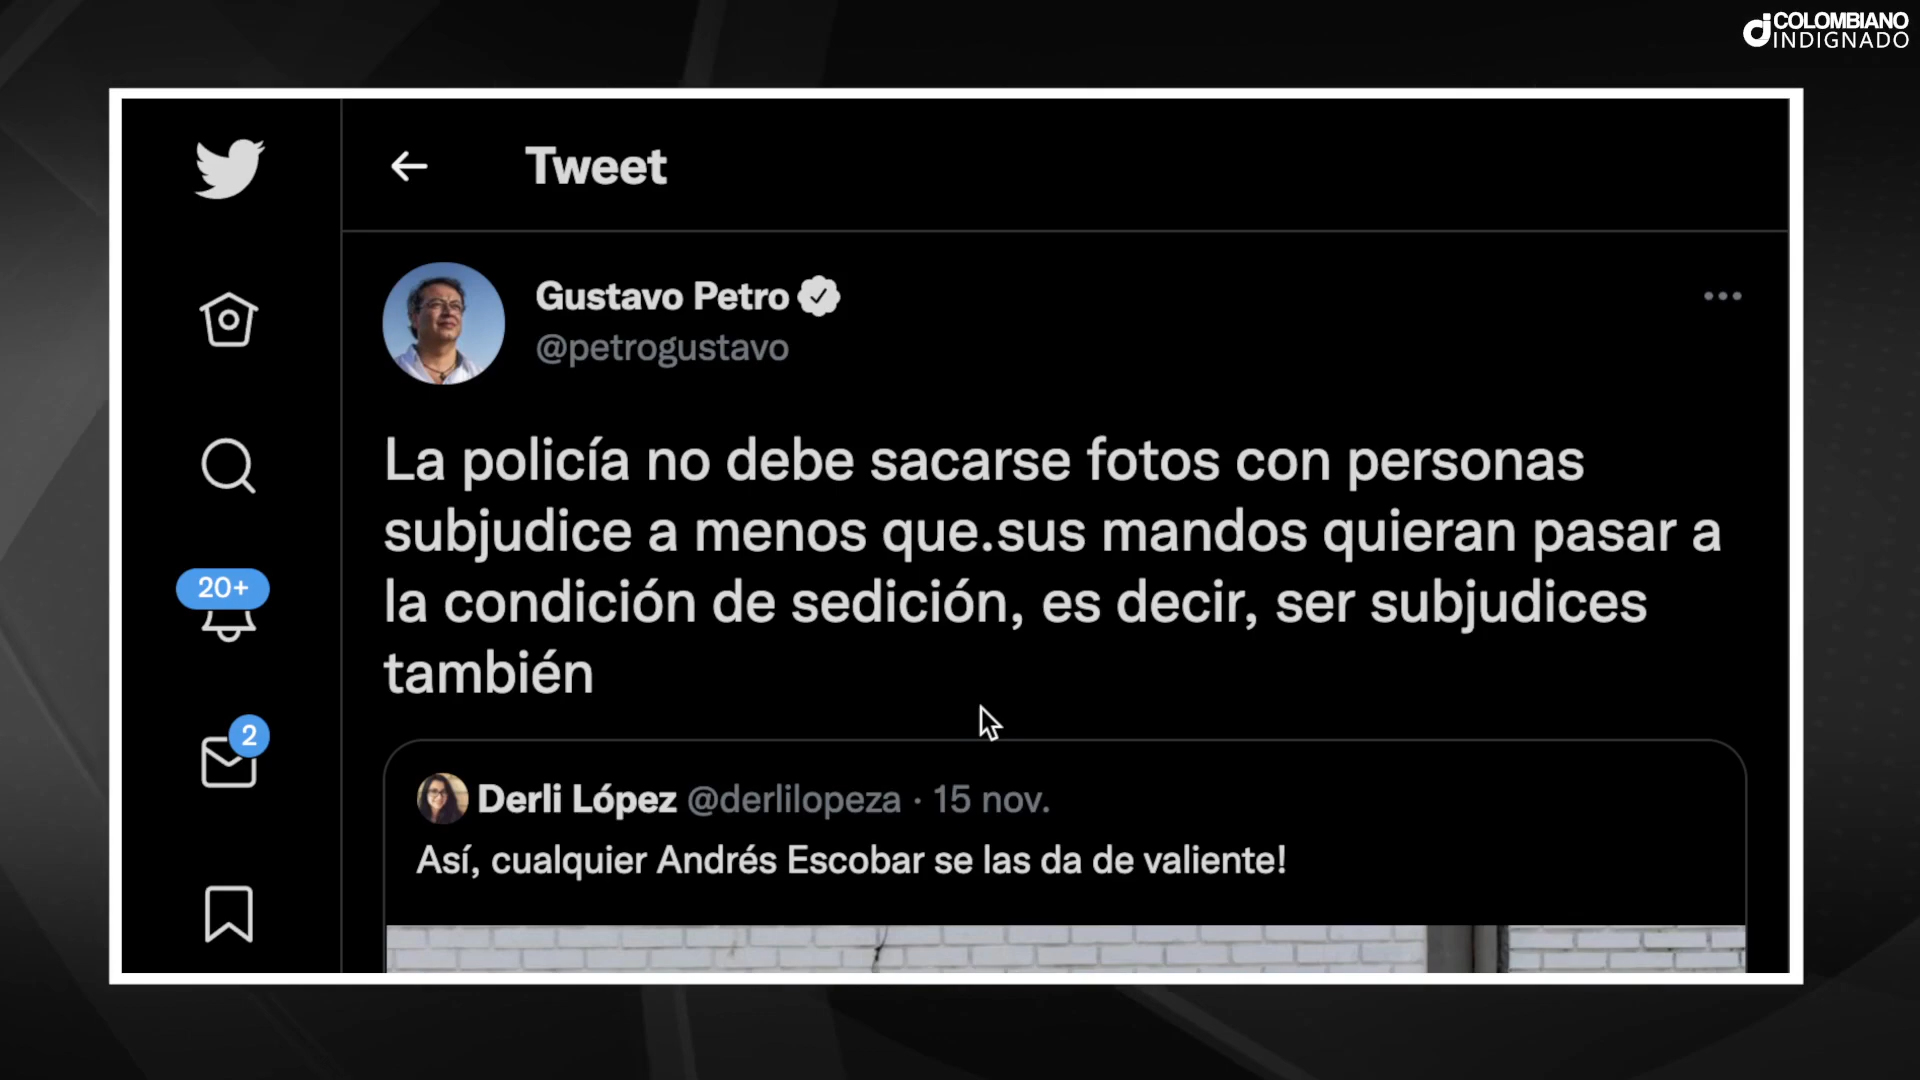 COLOMBIANO
INDIGNADO
Tweet
Gustavo Petro
@petrogustavo
La policía no debe sacarse fotos con personas
subjudice a menos que.sus mandos quieran pasar a
la condición de sedición, es decir, ser subjudices
también
20+
2
Derli López @derlilopeza · 15 nov.
Así, cualquier Andrés Escobar se las da de valiente!